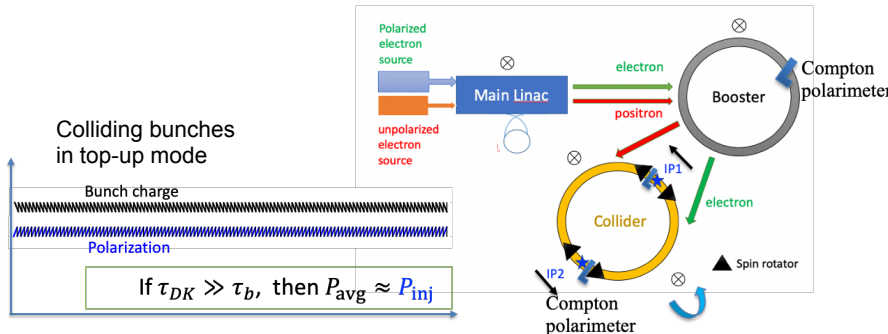 Polarized
electron
source
Main Linac
unpolarized
electron
source
electron
positron
Booster
Compton
polarimeter
Colliding bunches
in top-up mode
Bunch charge
Polarization
If τ_DK ≫ τ_b, then P_avg ≈ P_inj
IP1
Collider
electron
IP2
Spin rotator
Compton
polarimeter